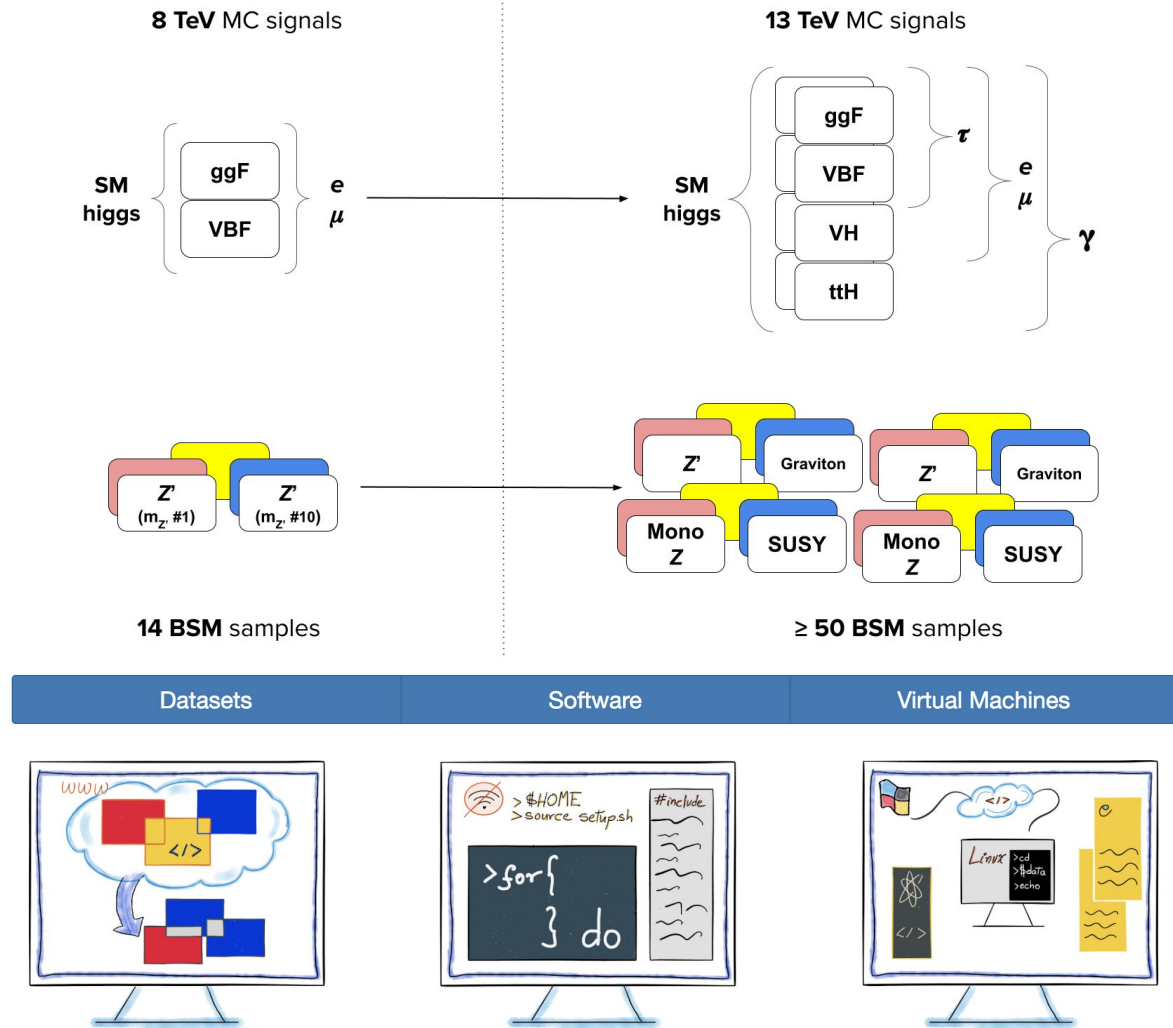 8 TeV MC signals
13 TeV MC signals
SM
higgs
ggF
VBF
e
μ
SM
higgs
ggF
VBF
VH
ttH
τ
e
μ
γ
Z'
(mZ', #1)
Z'
(mZ', #10)
Z'
Graviton
Mono
Z
SUSY
Z'
Graviton
Mono
Z
SUSY
14 BSM samples
≥ 50 BSM samples
Datasets
Software
Virtual Machines
www
</>
>$HOME
>source setup.sh
#include
>for{
} do
</>
Linux
>cd
>$data
>echo
e
</>